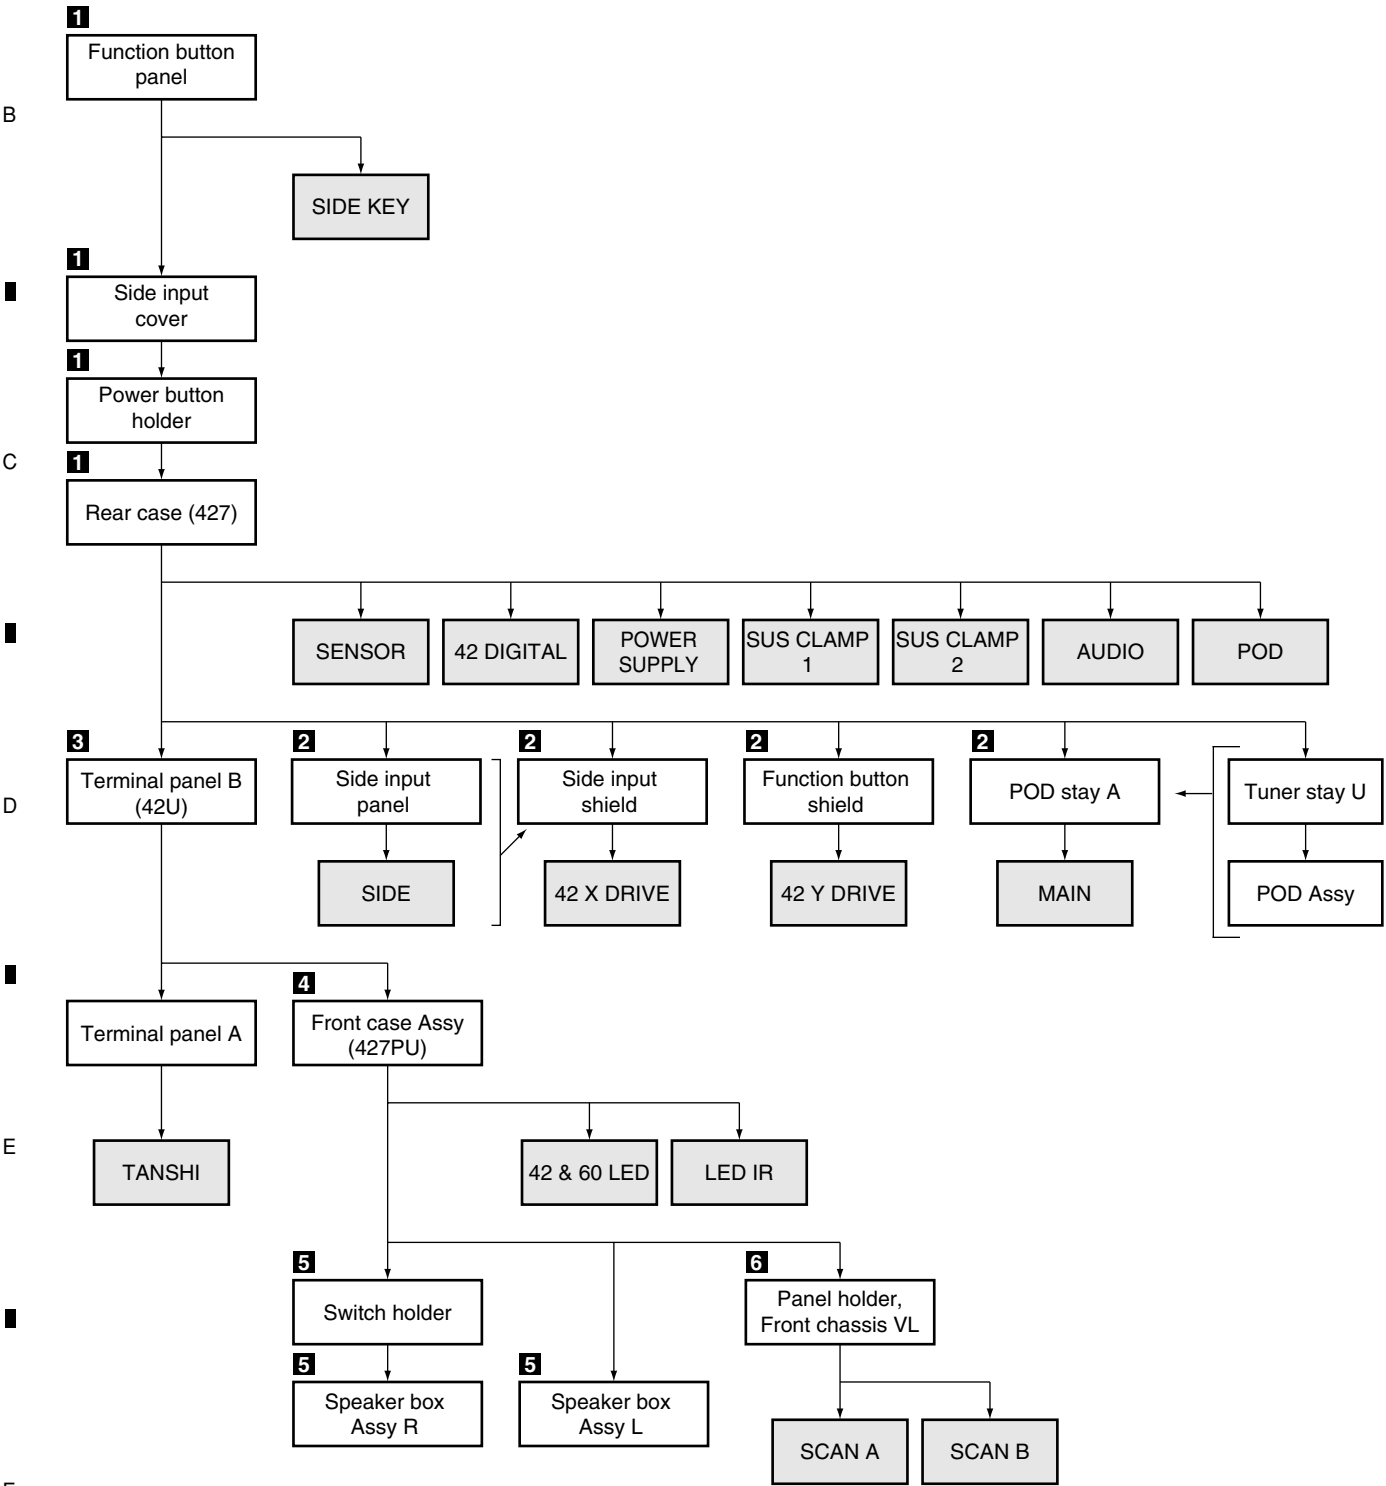 1
Function button
panel
B
SIDE KEY
1
Side input
cover
1
Power button
holder
C
1
Rear case (427)
SENSOR
42 DIGITAL
POWER
SUPPLY
SUS CLAMP
1
SUS CLAMP
2
AUDIO
POD
3
Terminal panel B
(42U)
2
Side input
panel
2
Side input
shield
2
Function button
shield
2
POD stay A
Tuner stay U
D
SIDE
42 X DRIVE
42 Y DRIVE
MAIN
POD Assy
Terminal panel A
4
Front case Assy
(427PU)
E
TANSHI
42 & 60 LED
LED IR
5
Switch holder
6
Panel holder,
Front chassis VL
5
Speaker box
Assy R
5
Speaker box
Assy L
SCAN A
SCAN B